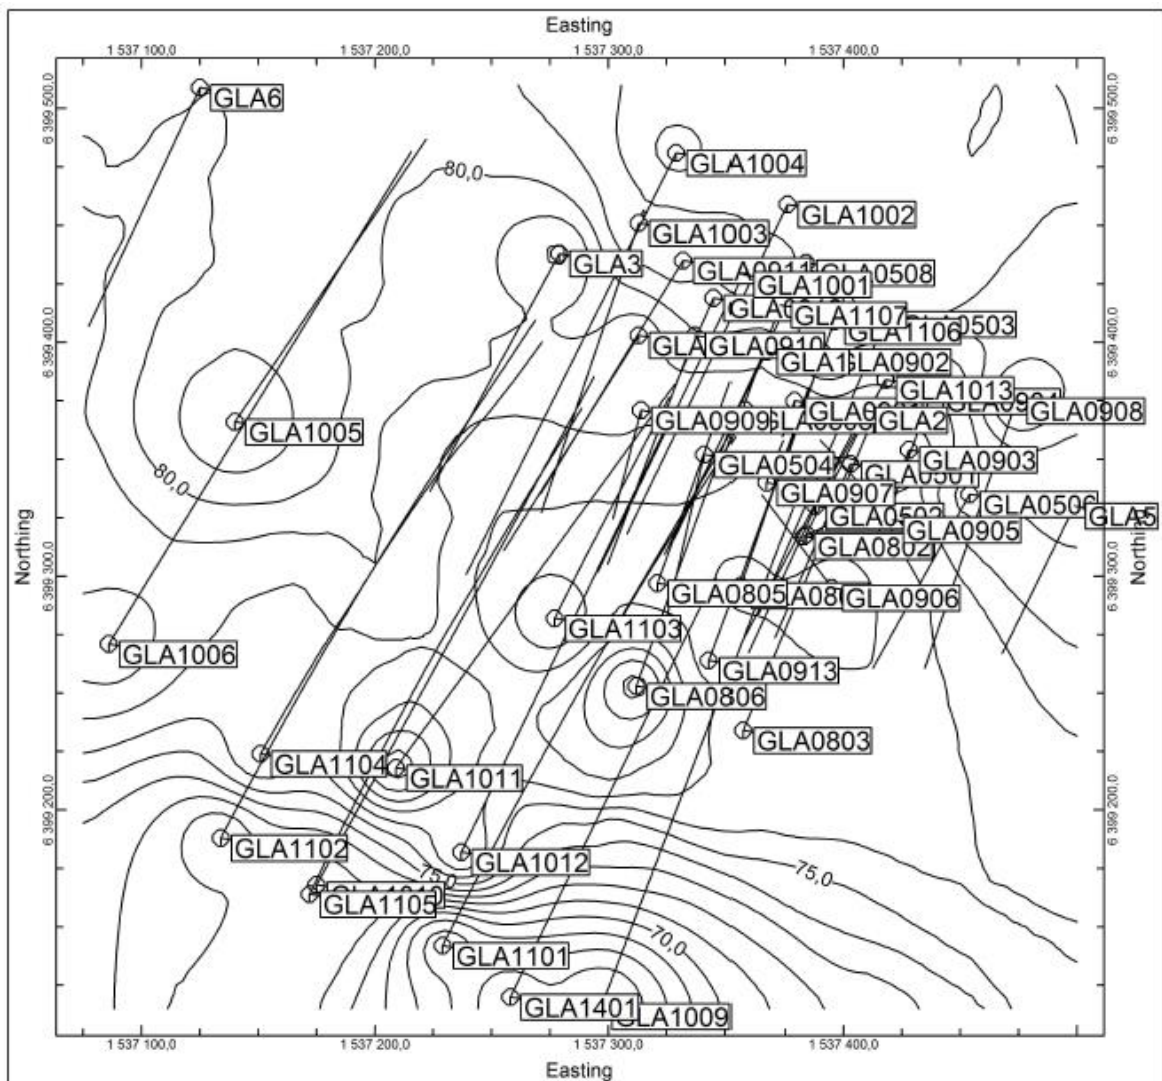 Easting
1 537 100,0 1 537 200,0 1 537 300,0 1 537 400,0
6 399 500,0
6 399 400,0
6 399 300,0
6 399 200,0
Northing
GLA6
GLA1004
80,0
GLA1002
GLA1003
GLA3
GLA0911
GLA0508
GLA1001
GLA1107
GLA0503
GLA1106
GLA0910
GLA0902
GLA1013
GLA0908
GLA2
GLA0909
GLA1005
GLA0903
GLA0504
80,0
GLA0907
GLA0506
GLA5
GLA0905
GLA0802
GLA0805
GLA0906
GLA1103
GLA1006
GLA0913
GLA0806
GLA0803
GLA1104
GLA1011
GLA1102
GLA1012
75,0
75,0
GLA1105
70,0
GLA1101
GLA1401
GLA1009
Northing
6 399 500,0
6 399 400,0
6 399 300,0
6 399 200,0
1 537 100,0 1 537 200,0 1 537 300,0 1 537 400,0
Easting